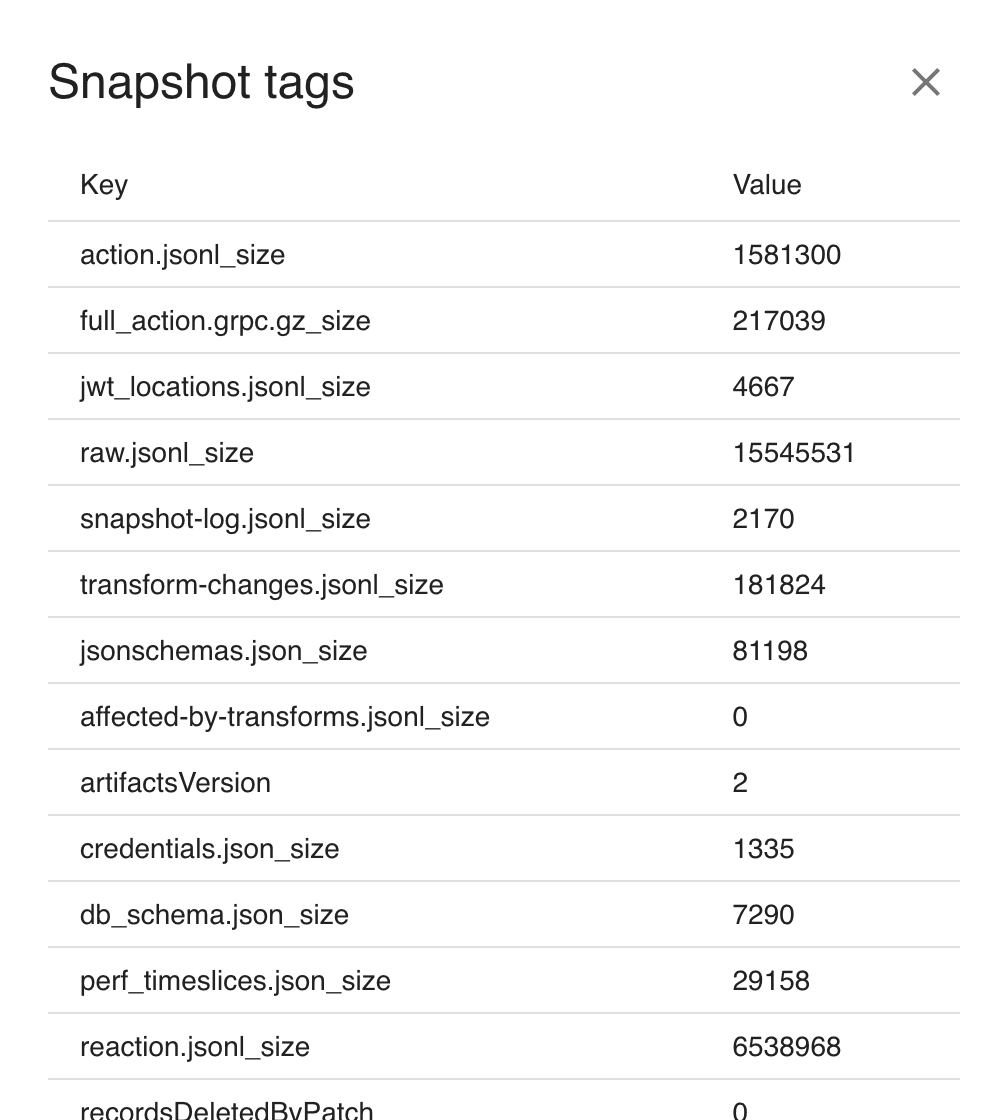 Snapshot tags
Key Value
action.jsonl_size 1581300
full_action.grpc.gz_size 217039
jwt_locations.jsonl_size 4667
raw.jsonl_size 15545531
snapshot-log.jsonl_size 2170
transform-changes.jsonl_size 181824
jsonschemas.json_size 81198
affected-by-transforms.jsonl_size 0
artifactsVersion 2
credentials.json_size 1335
db_schema.json_size 7290
perf_timeslices.json_size 29158
reaction.jsonl_size 6538968
recordsDeletedByPatch 0